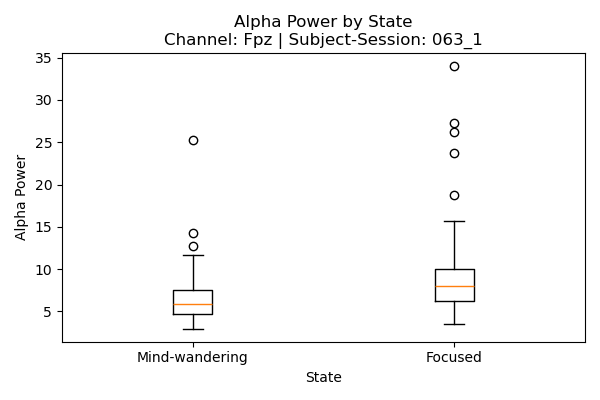 Alpha Power by State
Channel: Fpz | Subject-Session: 063_1
35
30
25
20
15
10
5
Alpha Power
Mind-wandering
Focused
State